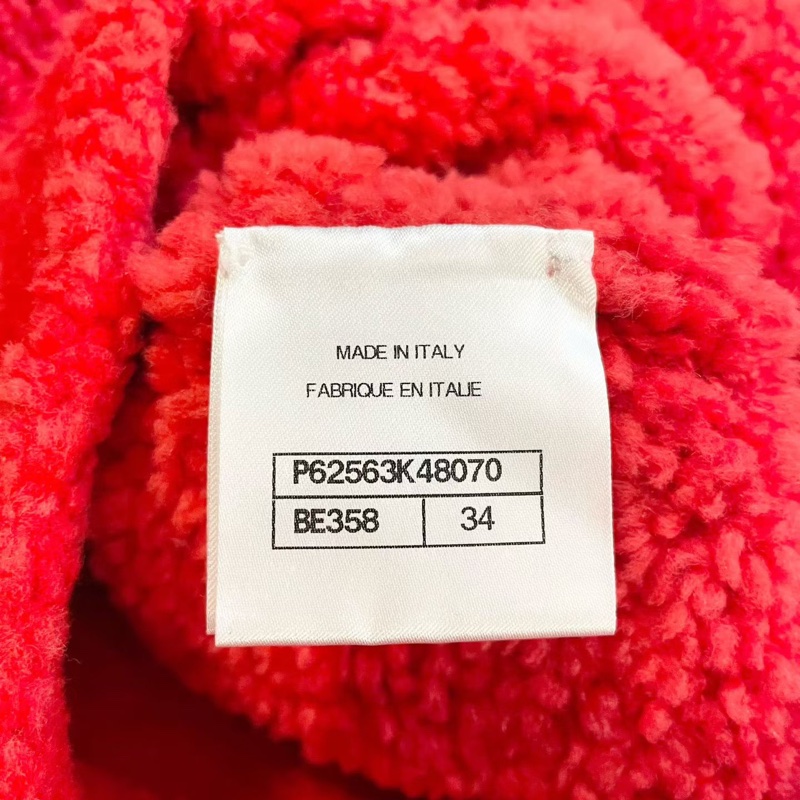 MADE IN ITALY
FABRIQUE EN ITALIE
P62563K48070
BE358 34